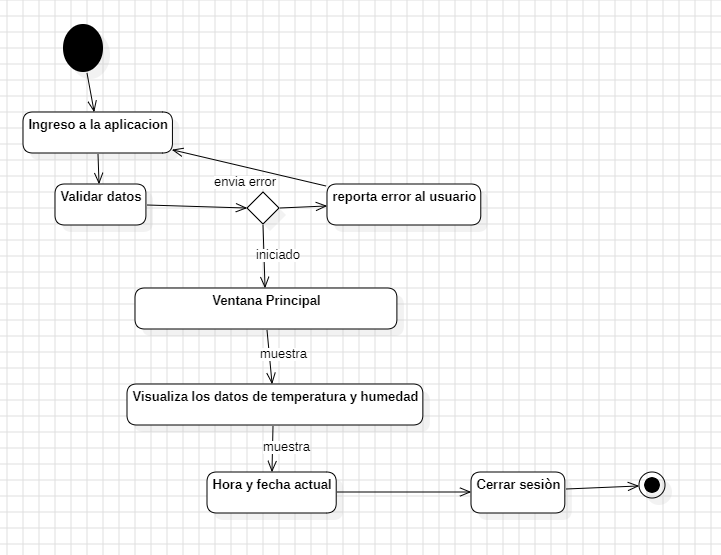 Ingreso a la aplicacion
envia error
Validar datos
reporta error al usuario
iniciado
Ventana Principal
muestra
Visualiza los datos de temperatura y humedad
muestra
Hora y fecha actual
Cerrar sesiòn